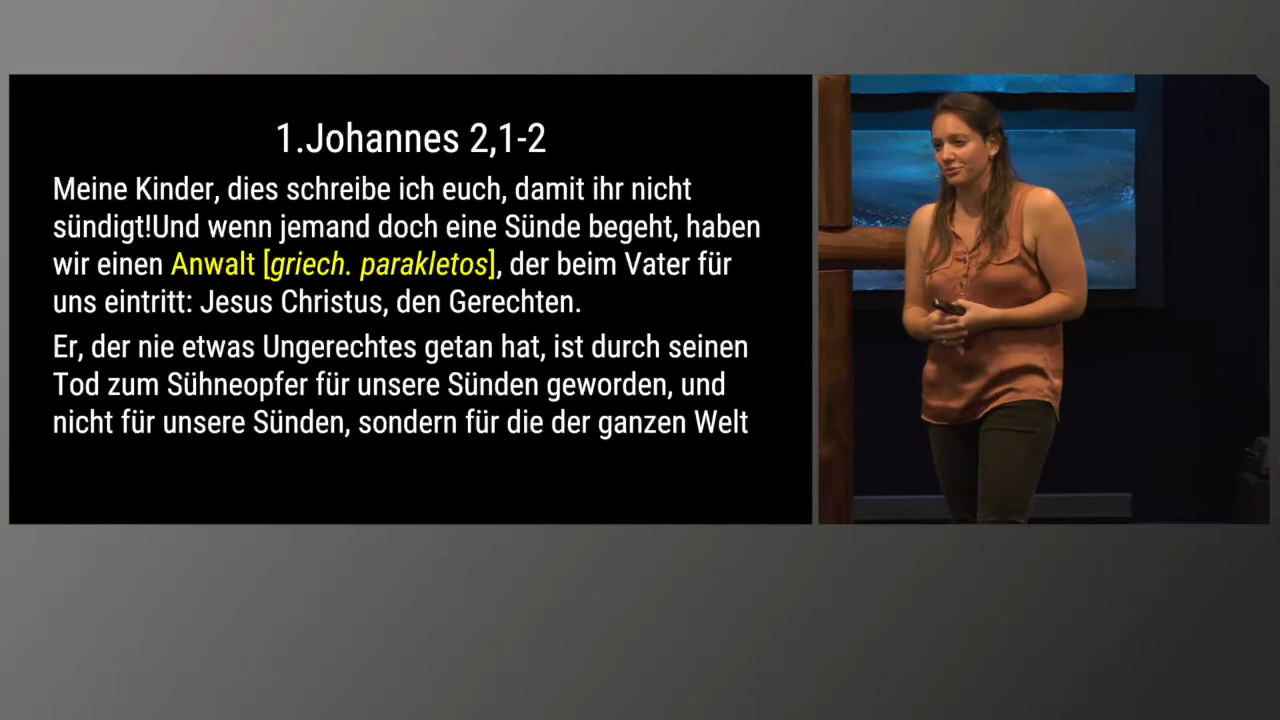 1.Johannes 2,1-2
Meine Kinder, dies schreibe ich euch, damit ihr nicht
sündigt!Und wenn jemand doch eine Sünde begeht, haben
wir einen Anwalt [griech. parakletos], der beim Vater für
uns eintritt: Jesus Christus, den Gerechten.
Er, der nie etwas Ungerechtes getan hat, ist durch seinen
Tod zum Sühneopfer für unsere Sünden geworden, und
nicht für unsere Sünden, sondern für die der ganzen Welt